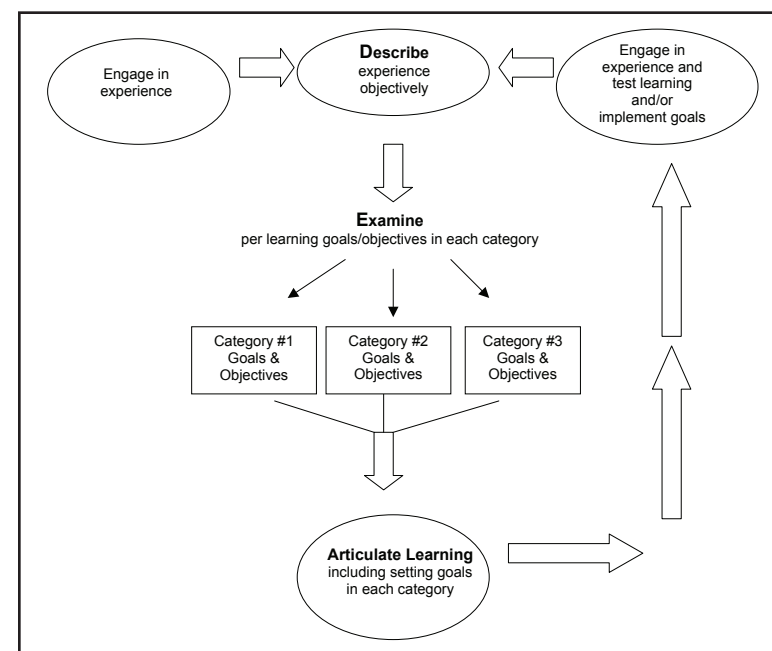 Engage in
experience
Describe
experience
objectively
Engage in
experience and
test learning
and/or
implement goals
Examine
per learning goals/objectives in each category
Category #1
Goals &
Objectives
Category #2
Goals &
Objectives
Category #3
Goals &
Objectives
Articulate Learning
including setting goals
in each category